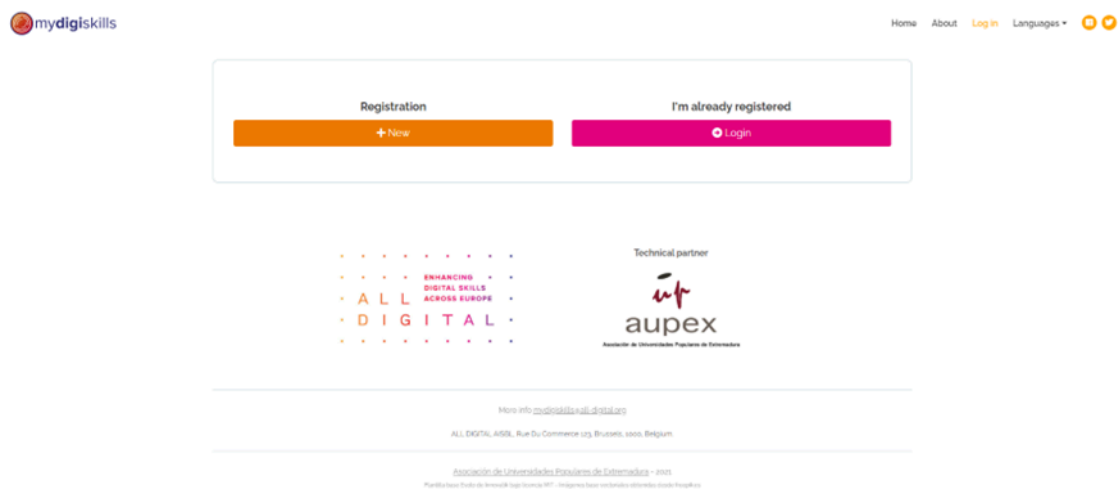 mydigiskills
Home About Log in Languages
Registration
I'm already registered
+ New
Login
ENHANCING
DIGITAL SKILLS
ACROSS EUROPE
ALL
DIGITAL
Technical partner
aupex
Asociación de Universidades Populares de Extremadura
More info mydigiskills@all-digital.org
ALL DIGITAL AISBL, Rue Du Commerce 123, Brussels, 1000, Belgium
Asociación de Universidades Populares de Extremadura - 2021